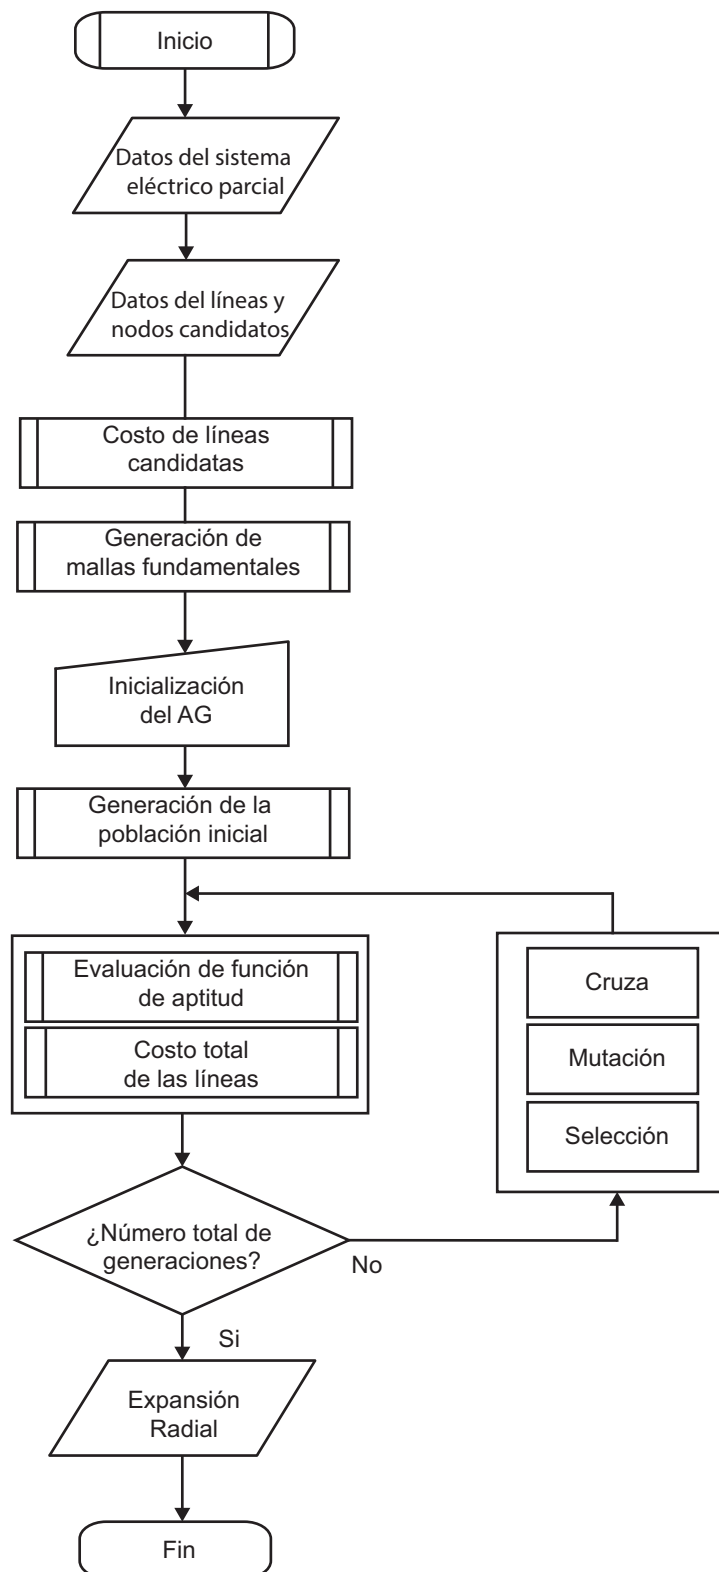 Inicio
Datos del sistema
eléctrico parcial
Datos del líneas y
nodos candidatos
Costo de líneas
candidatas
Generación de
mallas fundamentales
Inicialización
del AG
Generación de la
población inicial
Evaluación de función
de aptitud
Costo total
de las líneas
Cruza
Mutación
Selección
¿Número total de
generaciones?
No
Si
Expansión
Radial
Fin